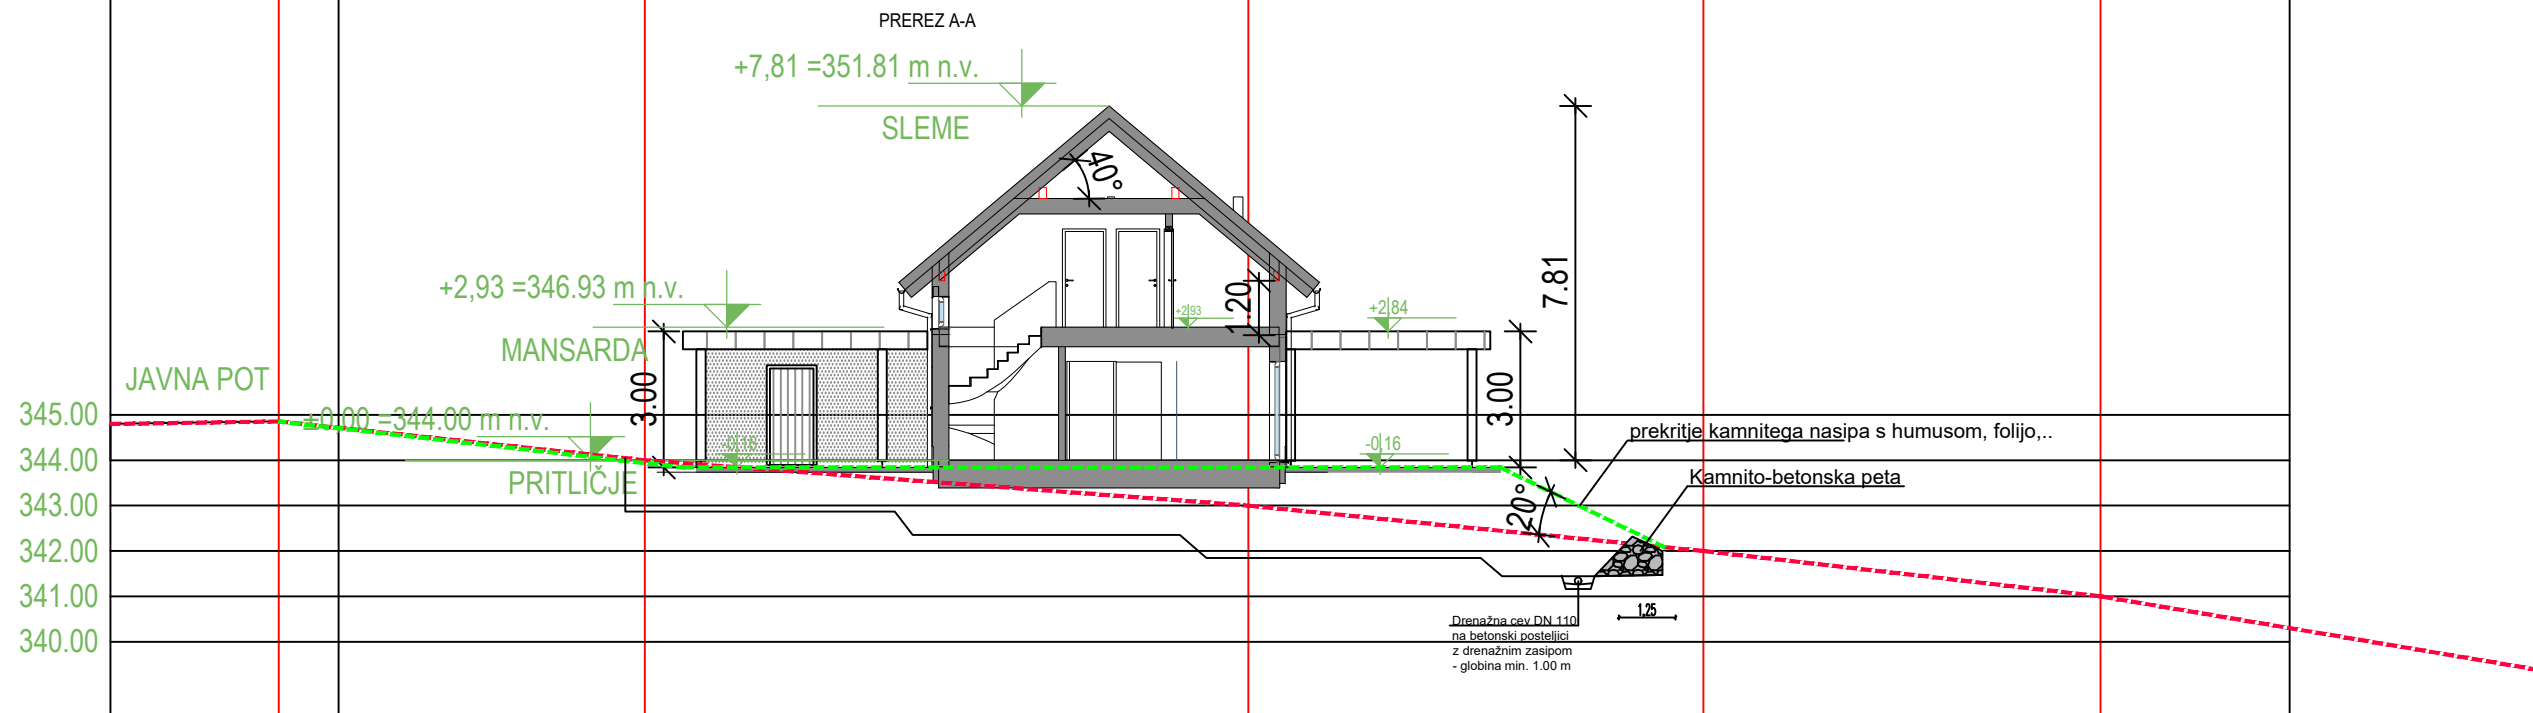 PREREZ A-A
+7,81 =351.81 m n.v.
SLEME
40°
7.81
+2,93 =346.93 m n.v.
MANSARDA
+2,93
1.20
+2,84
JAVNA POT
3.00
3.00
345.00
±0,00 =344.00 m n.v.
-0,16
-0,16
prekritje kamnitega nasipa s humusom, folijo,..
344.00
PRITLIČJE
Kamnito-betonska peta
343.00
20°
342.00
341.00
1,25
340.00
Drenažna cev DN 110
na betonski posteljici
z drenažnim zasipom
- globina min. 1.00 m